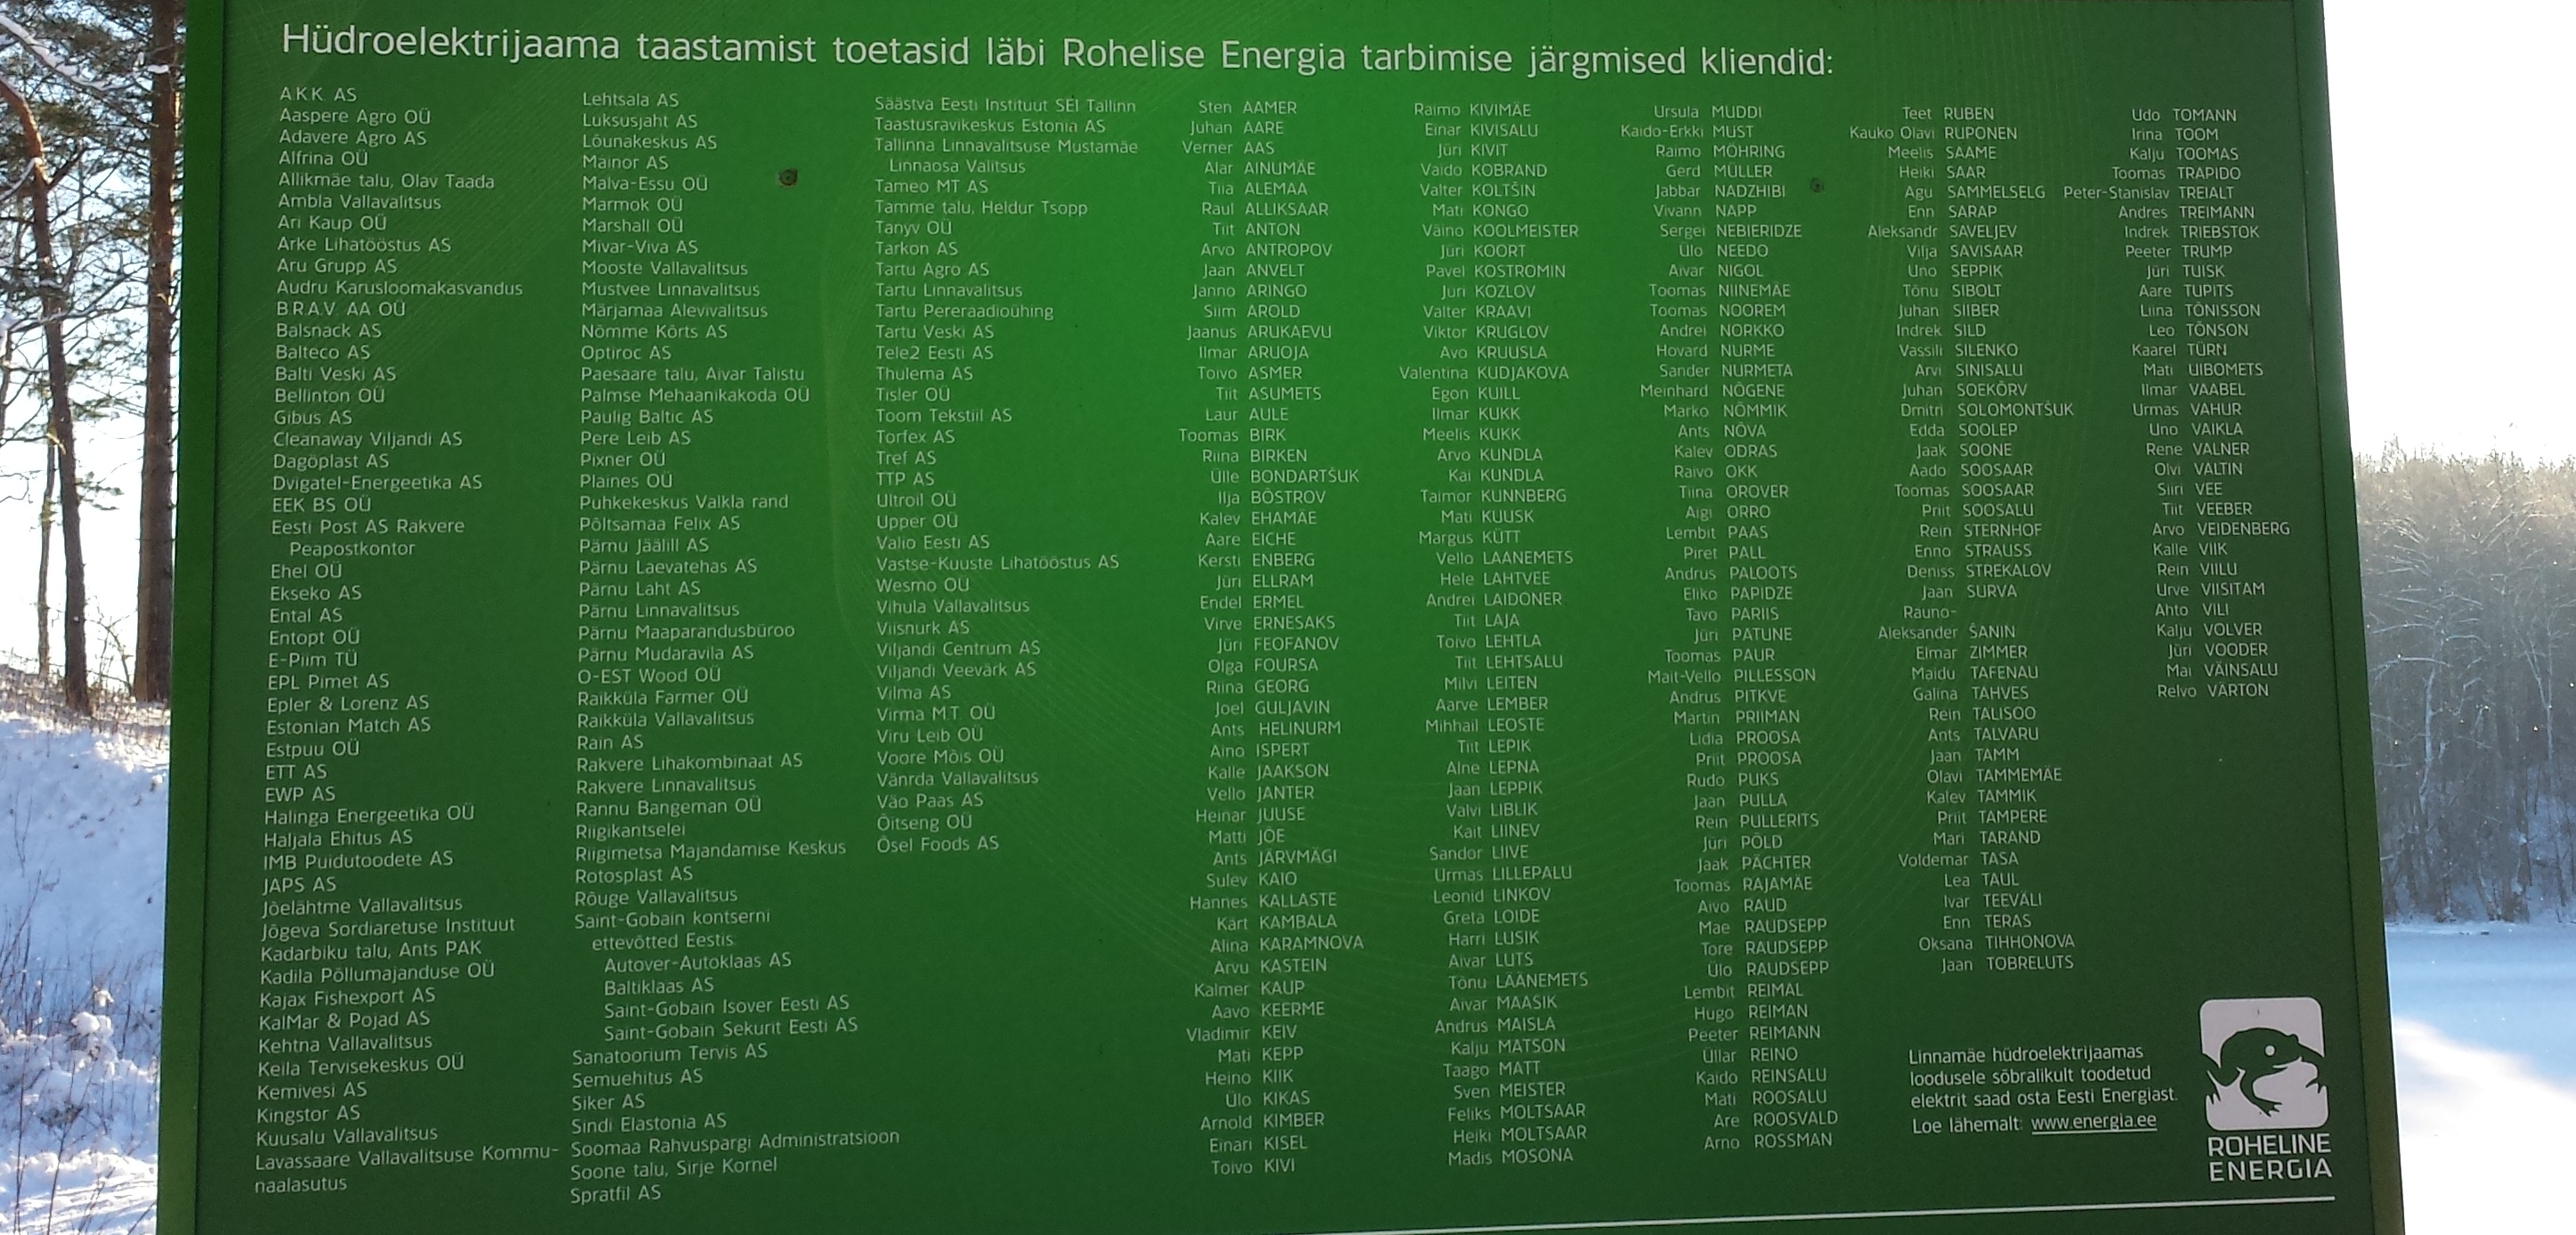 Hüdroelektrijaama taastamist toetasid läbi Rohelise Energia tarbimise järgmised kliendid:
A.K.K. AS
Aaspere Agro OÜ
Adavere Agro AS
Alfrina OÜ
Allikmäe talu, Olav Taada
Ambla Vallavalitsus
Ari Kaup OÜ
Arke Lihatööstus AS
Aru Grupp AS
Audru Karusloomakasvandus
B.R.A.V. AA OÜ
Balsnack AS
Balteco AS
Balti Veski AS
Bellinton OÜ
Gibus AS
Cleanaway Viljandi AS
Dagöplast AS
Dvigatel-Energeetika AS
EEK BS OÜ
Eesti Post AS Rakvere
Peapostkontor
Ehel OÜ
Ekseko AS
Ental AS
Entopt OÜ
E-Piim TÜ
EPL Pimet AS
Epler & Lorenz AS
Estonian Match AS
Estpuu OÜ
ETT AS
EWP AS
Halinga Energeetika OÜ
Haljala Ehitus AS
IMB Puidutoodete AS
JAPS AS
Jõelähtme Vallavalitsus
Jõgeva Sordiaretuse Instituut
Kadarbiku talu, Ants PAK
Kadila Põllumajanduse OÜ
Kajax Fishexport AS
KalMar & Pojad AS
Kehtna Vallavalitsus
Keila Tervisekeskus OÜ
Kemivesi AS
Kingstor AS
Kuusalu Vallavalitsus
Lavassaare Vallavalitsuse Kommu-
naalasutus
Lehtsala AS
Luksusjaht AS
Lõunakeskus AS
Mainor AS
Malva-Essu OÜ
Marmok OÜ
Marshall OÜ
Mivar-Viva AS
Mooste Vallavalitsus
Mustvee Linnavalitsus
Märjamaa Alevivalitsus
Nõmme Kõrts AS
Optiroc AS
Paesaare talu, Aivar Talistu
Palmse Mehaanikakoda OÜ
Paulig Baltic AS
Pere Leib AS
Pixner OÜ
Plaines OÜ
Puhkekeskus Valkla rand
Põltsamaa Felix AS
Pärnu Jäälill AS
Pärnu Laevatehas AS
Pärnu Laht AS
Pärnu Linnavalitsus
Pärnu Maaparandusbüroo
Pärnu Mudaravila AS
O-EST Wood OÜ
Raikküla Farmer OÜ
Raikküla Vallavalitsus
Rain AS
Rakvere Lihakombinaat AS
Rakvere Linnavalitsus
Rannu Bangeman OÜ
Riigikantselei
Riigimetsa Majandamise Keskus
Rotosplast AS
Rõuge Vallavalitsus
Saint-Gobain kontserni
ettevõtted Eestis
Autover-Autoklaas AS
Baltiklaas AS
Saint-Gobain Isover Eesti AS
Saint-Gobain Sekurit Eesti AS
Sanatoorium Tervis AS
Semuehitus AS
Siker AS
Sindi Elastonia AS
Soomaa Rahvuspargi Administratsioon
Soone talu, Sirje Kornel
Spratfil AS
Säästva Eesti Instituut SEI Tallinn
Taastusravikeskus Estonia AS
Tallinna Linnavalitsuse Mustamäe
Linnaosa Valitsus
Tameo MT AS
Tamme talu, Heldur Tsopp
Tanyv OÜ
Tarkon AS
Tartu Agro AS
Tartu Linnavalitsus
Tartu Pereraadioühing
Tartu Veski AS
Tele2 Eesti AS
Thulema AS
Tisler OÜ
Toom Tekstiil AS
Torfex AS
Tref AS
TTP AS
Ultroil OÜ
Upper OÜ
Valio Eesti AS
Vastse-Kuuste Lihatööstus AS
Wesmo OÜ
Vihula Vallavalitsus
Viisnurk AS
Viljandi Centrum AS
Viljandi Veevärk AS
Vilma AS
Virma M.T. OÜ
Viru Leib OÜ
Voore Mõis OÜ
Vänrda Vallavalitsus
Väo Paas AS
Õitseng OÜ
Ösel Foods AS
Sten AAMER
Juhan AARE
Verner AAS
Alar AINUMÄE
Tiia ALEMAA
Raul ALLIKSAAR
Tiit ANTON
Arvo ANTROPOV
Jaan ANVELT
Janno ARINGO
Siim AROLD
Jaanus ARUKAEVU
Ilmar ARUOJA
Toivo ASMER
Tiit ASUMETS
Laur AULE
Toomas BIRK
Riina BIRKEN
Ülle BONDARTŠUK
Ilja BÖSTROV
Kalev EHAMÄE
Aare EICHE
Kersti ENBERG
Jüri ELLRAM
Endel ERMEL
Virve ERNESAKS
Jüri FEOFANOV
Olga FOURSA
Riina GEORG
Joel GULJAVIN
Ants HELINURM
Aino ISPERT
Kalle JAAKSON
Vello JANTER
Heinar JUUSE
Matti JÕE
Ants JÄRVMÄGI
Sulev KAIO
Hannes KALLASTE
Kärt KAMBALA
Alina KARAMNOVA
Arvu KASTEIN
Kalmer KAUP
Aavo KEERME
Vladimir KEIV
Mati KEPP
Heino KIIK
Ülo KIKAS
Arnold KIMBER
Einari KISEL
Toivo KIVI
Raimo KIVIMÄE
Einar KIVISALU
Jüri KIVIT
Vaido KOBRAND
Valter KOLTŠIN
Mati KONGO
Väino KOOLMEISTER
Jüri KOORT
Pavel KOSTROMIN
Jüri KOZLOV
Valter KRAAVI
Viktor KRUGLOV
Avo KRUUSLA
Valentina KUDJAKOVA
Egon KUILL
Ilmar KUKK
Meelis KUKK
Arvo KUNDLA
Kai KUNDLA
Taimor KUNNBERG
Mati KUUSK
Margus KÜTT
Vello LAANEMETS
Hele LAHTVEE
Andrei LAIDONER
Tiit LAJA
Toivo LEHTLA
Tiit LEHTSALU
Milvi LEITEN
Aarve LEMBER
Mihhail LEOSTE
Tiit LEPIK
Alne LEPNA
Jaan LEPPIK
Valvi LIBLIK
Kait LIINEV
Sandor LIIVE
Urmas LILLEPALU
Leonid LINKOV
Greta LOIDE
Harri LUSIK
Aivar LUTS
Tõnu LÄÄNEMETS
Aivar MAASIK
Andrus MAISLA
Kalju MATSON
Taago MATT
Sven MEISTER
Feliks MOLTSAAR
Heiki MOLTSAAR
Madis MOSONA
Ursula MUDDI
Kaido-Erkki MUST
Raimo MÖHRING
Gerd MÜLLER
Jabbar NADZHIBI
Vivann NAPP
Sergei NEBIERIDZE
Ülo NEEDO
Aivar NIGOL
Toomas NIINEMÄE
Toomas NOOREM
Andrei NORKKO
Hovard NURME
Sander NURMETA
Meinhard NÕGENE
Marko NÕMMIK
Ants NÕVA
Kalev ODRAS
Raivo OKK
Tiina OROVER
Aigi ORRO
Lembit PAAS
Piret PALL
Andrus PALOOTS
Eliko PAPIDZE
Tavo PARIIS
Jüri PATUNE
Toomas PAUR
Mait-Vello PILLESSON
Andrus PITKVE
Martin PRIIMAN
Lidia PROOSA
Priit PROOSA
Rudo PUKS
Jaan PULLA
Rein PULLERITS
Jüri PÕLD
Jaak PÄCHTER
Toomas RAJAMÄE
Aivo RAUD
Mae RAUDSEPP
Tore RAUDSEPP
Ülo RAUDSEPP
Lembit REIMAL
Hugo REIMAN
Peeter REIMANN
Üllar REINO
Kaido REINSALU
Mati ROOSALU
Are ROOSVALD
Arno ROSSMAN
Teet RUBEN
Kauko Olavi RUPONEN
Meelis SAAME
Heiki SAAR
Agu SAMMELSELG
Enn SARAP
Aleksandr SAVELJEV
Vilja SAVISAAR
Uno SEPPIK
Tõnu SIBOLT
Juhan SIIBER
Indrek SILD
Vassili SILENKO
Arvi SINISALU
Juhan SOEKÕRV
Dmitri SOLOMONTŠUK
Edda SOOLEP
Jaak SOONE
Aado SOOSAAR
Toomas SOOSAAR
Priit SOOSALU
Rein STERNHOF
Enno STRAUSS
Deniss STREKALOV
Jaan SURVA
Rauno-
Aleksander ŠANIN
Elmar ZIMMER
Maidu TAFENAU
Galina TAHVES
Rein TALISOO
Ants TALVARU
Jaan TAMM
Olavi TAMMEMÄE
Kalev TAMMIK
Priit TAMPERE
Mari TARAND
Voldemar TASA
Lea TAUL
Ivar TEEVÄLI
Enn TERAS
Oksana TIHHONOVA
Jaan TOBRELUTS
Udo TOMANN
Irina TOOM
Kalju TOOMAS
Toomas TRAPIDO
Peter-Stanislav TREIALT
Andres TREIMANN
Indrek TRIEBSTOK
Peeter TRUMP
Jüri TUISK
Aare TUPITS
Liina TÕNISSON
Leo TÕNSON
Kaarel TÜRN
Mati UIBOMETS
Ilmar VAABEL
Urmas VAHUR
Uno VAIKLA
Rene VALNER
Olvi VALTIN
Siiri VEE
Tiit VEEBER
Arvo VEIDENBERG
Kalle VIIK
Rein VIILU
Urve VIISITAM
Ahto VILI
Kalju VOLVER
Jüri VOODER
Mai VÄINSALU
Relvo VÄRTON
Linnamäe hüdroelektrijaamas
loodusele sõbralikult toodetud
elektrit saad osta Eesti Energiast.
Loe lähemalt: www.energia.ee
ROHELINE
ENERGIA